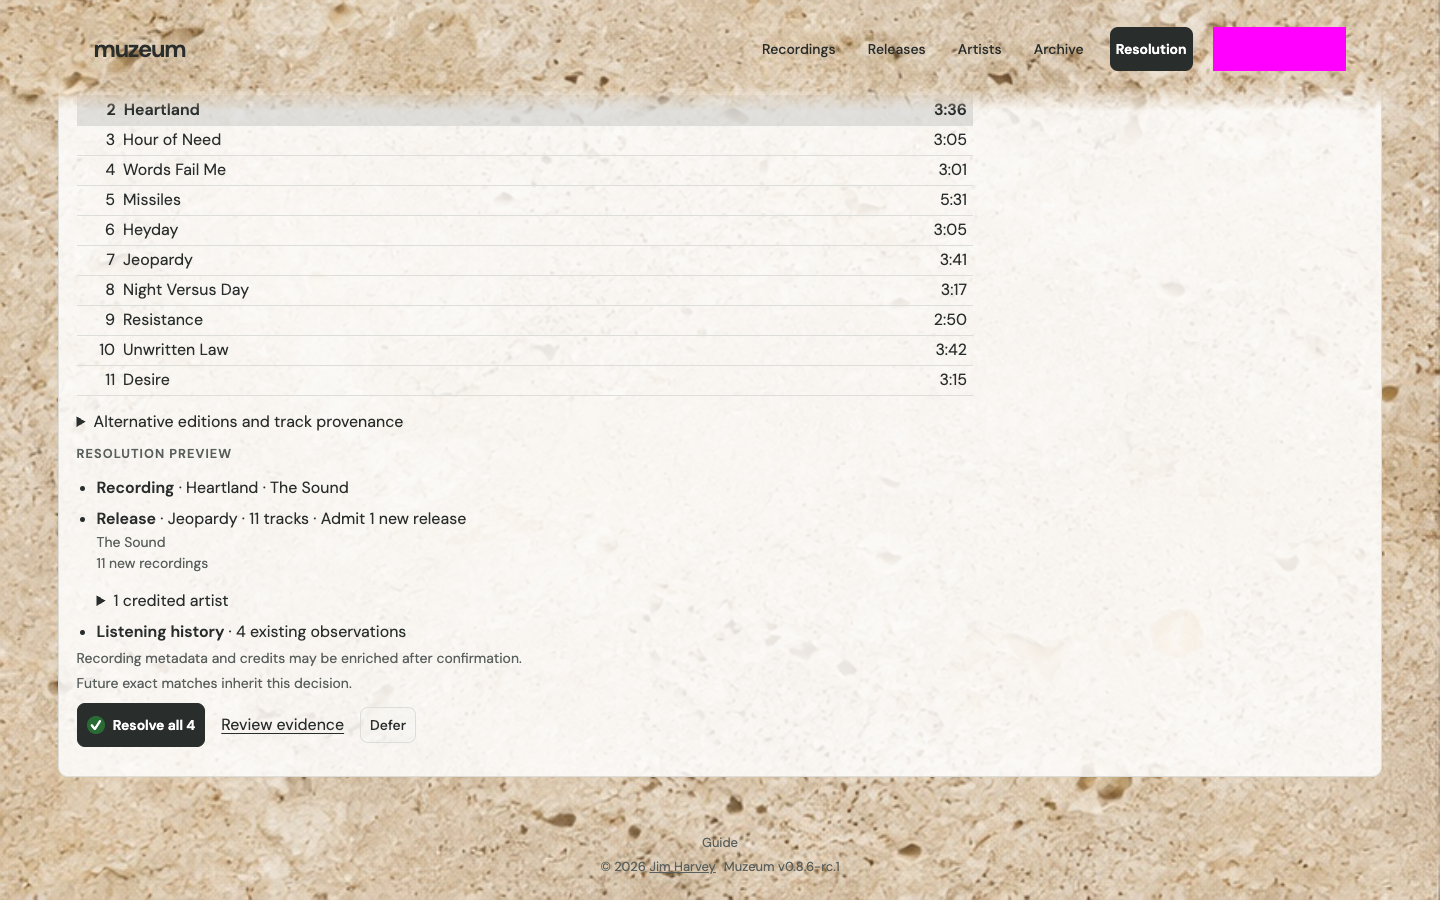 muzeum
Recordings Releases Artists Archive Resolution
2 Heartland 3:36
3 Hour of Need 3:05
4 Words Fail Me 3:01
5 Missiles 5:31
6 Heyday 3:05
7 Jeopardy 3:41
8 Night Versus Day 3:17
9 Resistance 2:50
10 Unwritten Law 3:42
11 Desire 3:15
Alternative editions and track provenance
RESOLUTION PREVIEW
Recording · Heartland · The Sound
Release · Jeopardy · 11 tracks · Admit 1 new release
The Sound
11 new recordings
1 credited artist
Listening history · 4 existing observations
Recording metadata and credits may be enriched after confirmation.
Future exact matches inherit this decision.
Resolve all 4 Review evidence Defer
Guide
© 2026 Jim Harvey Muzeum v0.8.6-rc.1